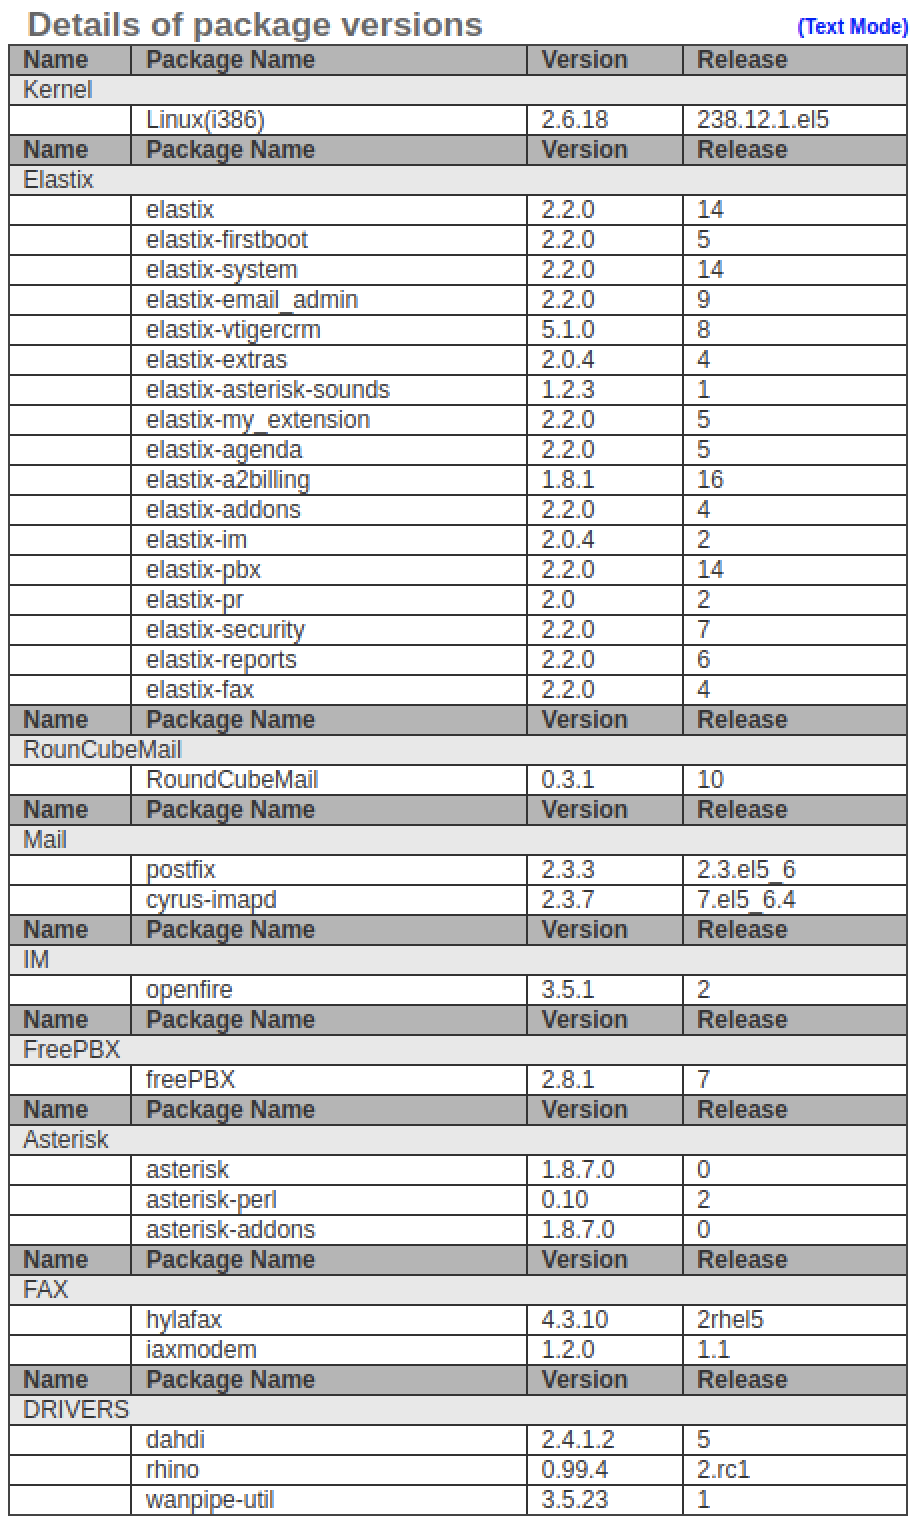 Details of package versions (Text Mode)
Name Package Name Version Release
Kernel
Linux(i386) 2.6.18 238.12.1.el5
Name Package Name Version Release
Elastix
elastix 2.2.0 14
elastix-firstboot 2.2.0 5
elastix-system 2.2.0 14
elastix-email_admin 2.2.0 9
elastix-vtigercrm 5.1.0 8
elastix-extras 2.0.4 4
elastix-asterisk-sounds 1.2.3 1
elastix-my_extension 2.2.0 5
elastix-agenda 2.2.0 5
elastix-a2billing 1.8.1 16
elastix-addons 2.2.0 4
elastix-im 2.0.4 2
elastix-pbx 2.2.0 14
elastix-pr 2.0 2
elastix-security 2.2.0 7
elastix-reports 2.2.0 6
elastix-fax 2.2.0 4
Name Package Name Version Release
RounCubeMail
RoundCubeMail 0.3.1 10
Name Package Name Version Release
Mail
postfix 2.3.3 2.3.el5_6
cyrus-imapd 2.3.7 7.el5_6.4
Name Package Name Version Release
IM
openfire 3.5.1 2
Name Package Name Version Release
FreePBX
freePBX 2.8.1 7
Name Package Name Version Release
Asterisk
asterisk 1.8.7.0 0
asterisk-perl 0.10 2
asterisk-addons 1.8.7.0 0
Name Package Name Version Release
FAX
hylafax 4.3.10 2rhel5
iaxmodem 1.2.0 1.1
Name Package Name Version Release
DRIVERS
dahdi 2.4.1.2 5
rhino 0.99.4 2.rc1
wanpipe-util 3.5.23 1